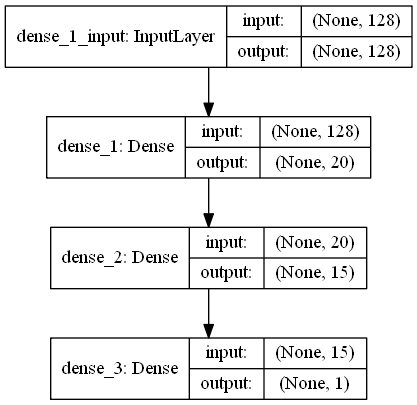 dense_1_input: InputLayer
input: (None, 128)
output: (None, 128)
dense_1: Dense
input: (None, 128)
output: (None, 20)
dense_2: Dense
input: (None, 20)
output: (None, 15)
dense_3: Dense
input: (None, 15)
output: (None, 1)